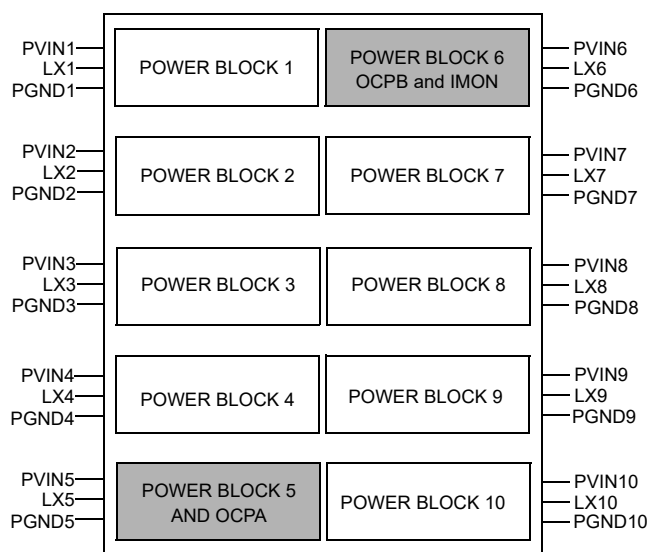 PVIN1
LX1
PGND1
POWER BLOCK 1
POWER BLOCK 6
OCPB and IMON
PVIN6
LX6
PGND6
PVIN2
LX2
PGND2
POWER BLOCK 2
POWER BLOCK 7
PVIN7
LX7
PGND7
PVIN3
LX3
PGND3
POWER BLOCK 3
POWER BLOCK 8
PVIN8
LX8
PGND8
PVIN4
LX4
PGND4
POWER BLOCK 4
POWER BLOCK 9
PVIN9
LX9
PGND9
PVIN5
LX5
PGND5
POWER BLOCK 5
AND OCPA
POWER BLOCK 10
PVIN10
LX10
PGND10